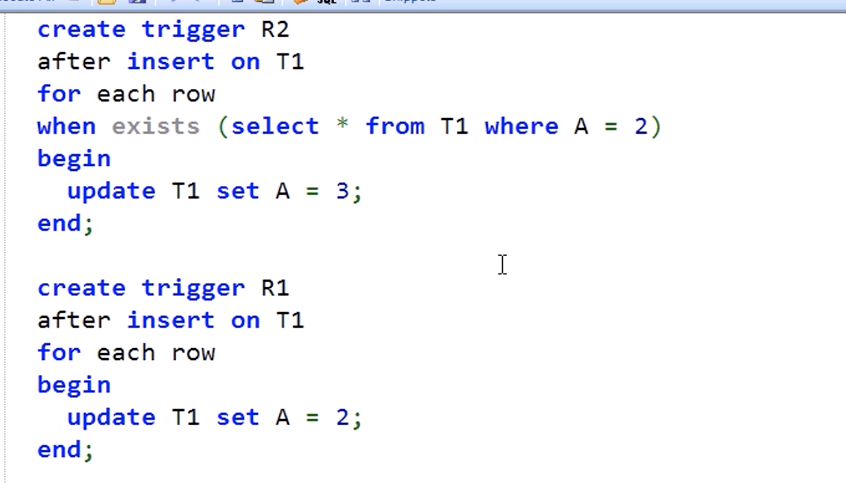 create trigger R2
after insert on T1
for each row
when exists (select * from T1 where A = 2)
begin
  update T1 set A = 3;
end;

create trigger R1
after insert on T1
for each row
begin
  update T1 set A = 2;
end;